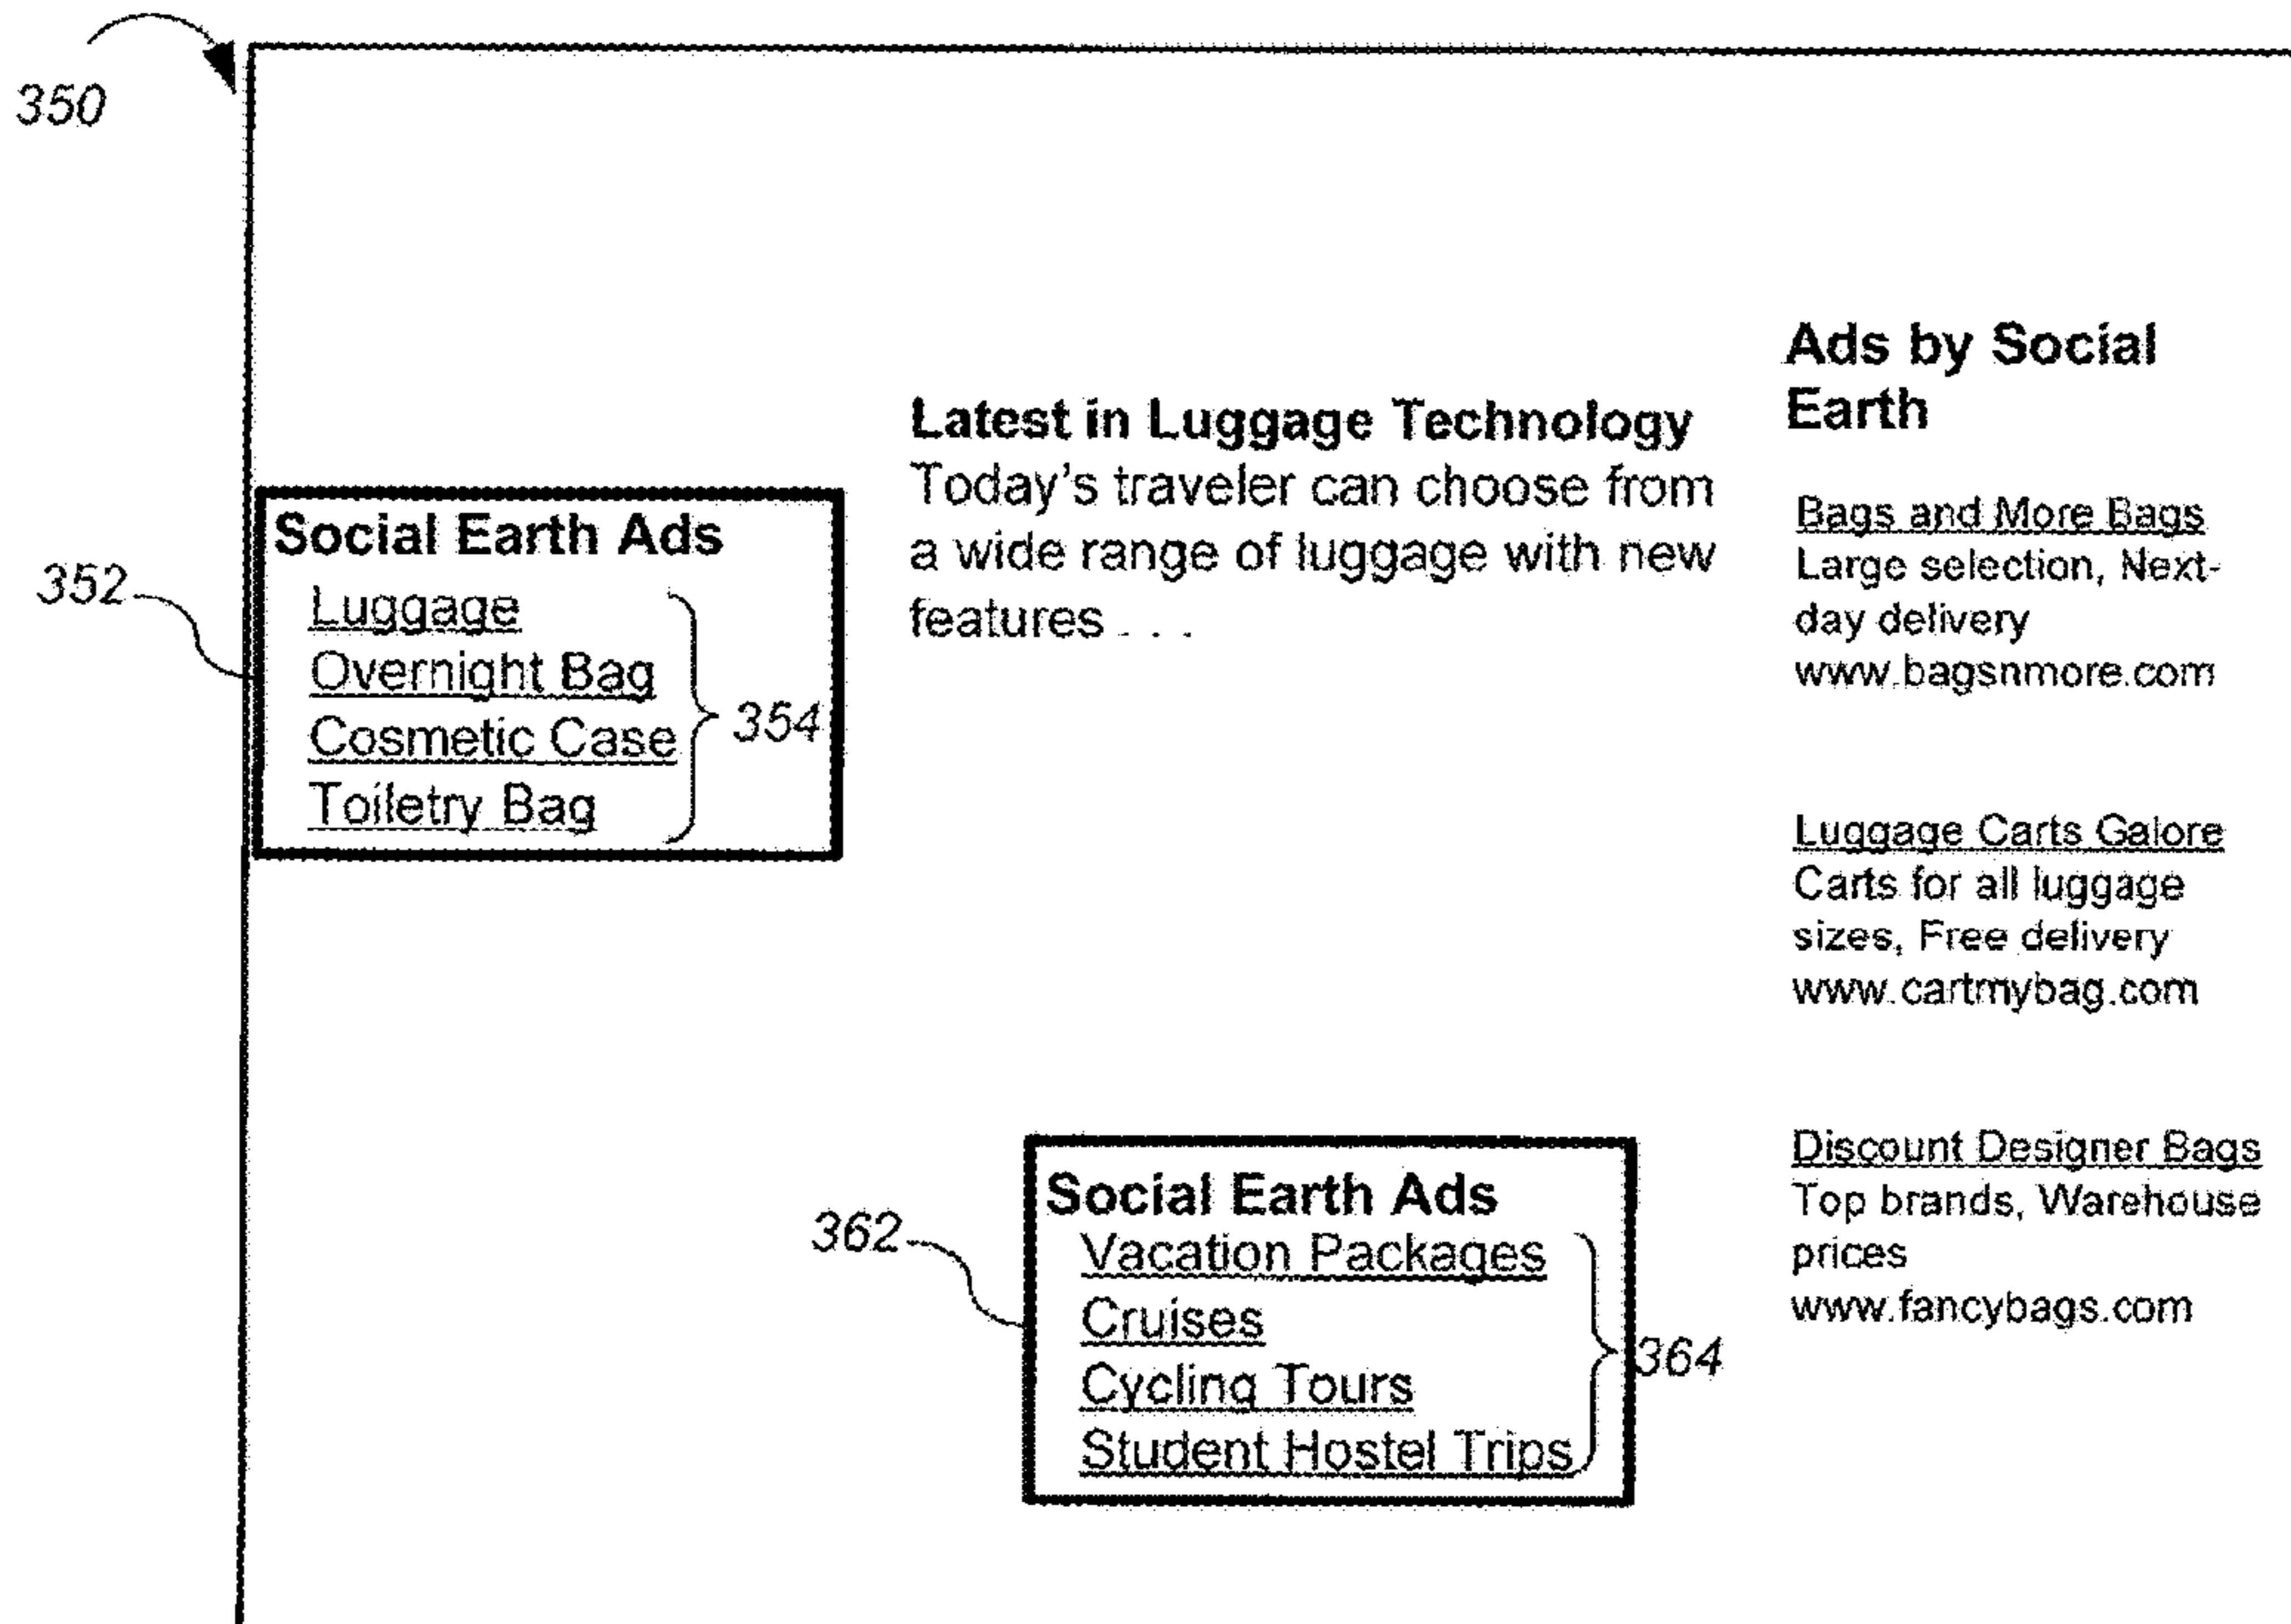 350
Ads by Social
Earth
Latest in Luggage Technology
Today's traveler can choose from
a wide range of luggage with new
features . . .
352
Social Earth Ads
Luggage
Overnight Bag
Cosmetic Case
Toiletry Bag
354
Bags and More Bags
Large selection, Next-
day delivery
www.bagsnmore.com
Luggage Carts Galore
Carts for all luggage
sizes, Free delivery
www.cartmybag.com
362
Social Earth Ads
Vacation Packages
Cruises
Cycling Tours
Student Hostel Trips
364
Discount Designer Bags
Top brands, Warehouse
prices
www.fancybags.com